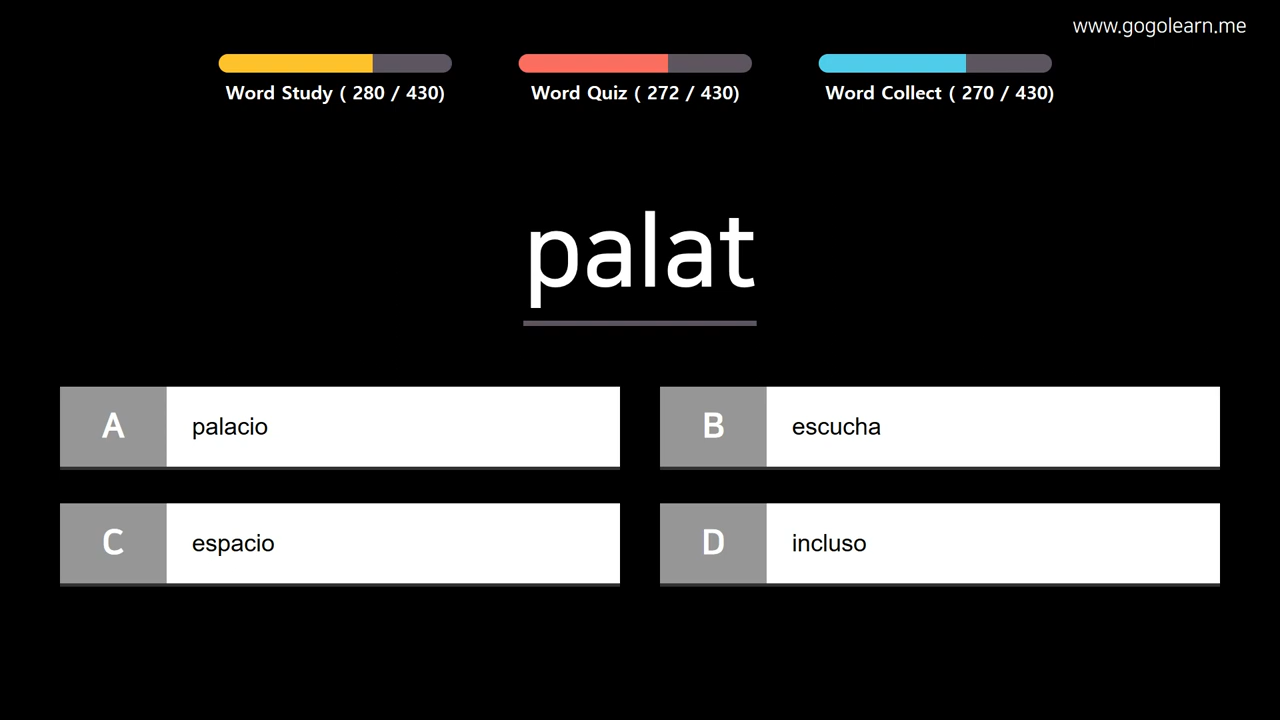 www.gogolearn.me
Word Study ( 280 / 430)
Word Quiz ( 272 / 430)
Word Collect ( 270 / 430)
palat
A palacio
B escucha
C espacio
D incluso